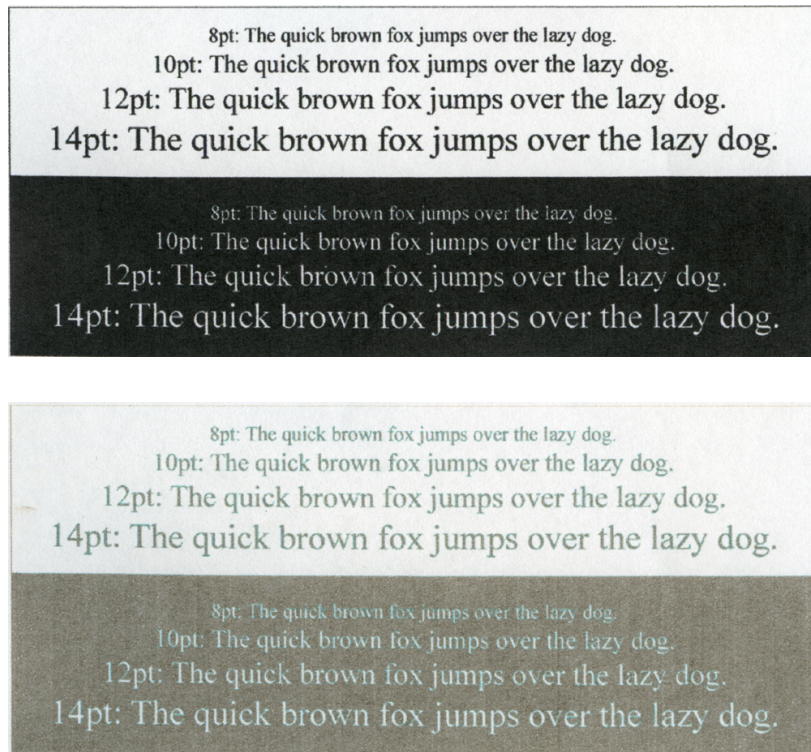 8pt: The quick brown fox jumps over the lazy dog.
10pt: The quick brown fox jumps over the lazy dog.
12pt: The quick brown fox jumps over the lazy dog.
14pt: The quick brown fox jumps over the lazy dog.
8pt: The quick brown fox jumps over the lazy dog.
10pt: The quick brown fox jumps over the lazy dog.
12pt: The quick brown fox jumps over the lazy dog.
14pt: The quick brown fox jumps over the lazy dog.
8pt: The quick brown fox jumps over the lazy dog.
10pt: The quick brown fox jumps over the lazy dog.
12pt: The quick brown fox jumps over the lazy dog.
14pt: The quick brown fox jumps over the lazy dog.
8pt: The quick brown fox jumps over the lazy dog.
10pt: The quick brown fox jumps over the lazy dog.
12pt: The quick brown fox jumps over the lazy dog.
14pt: The quick brown fox jumps over the lazy dog.